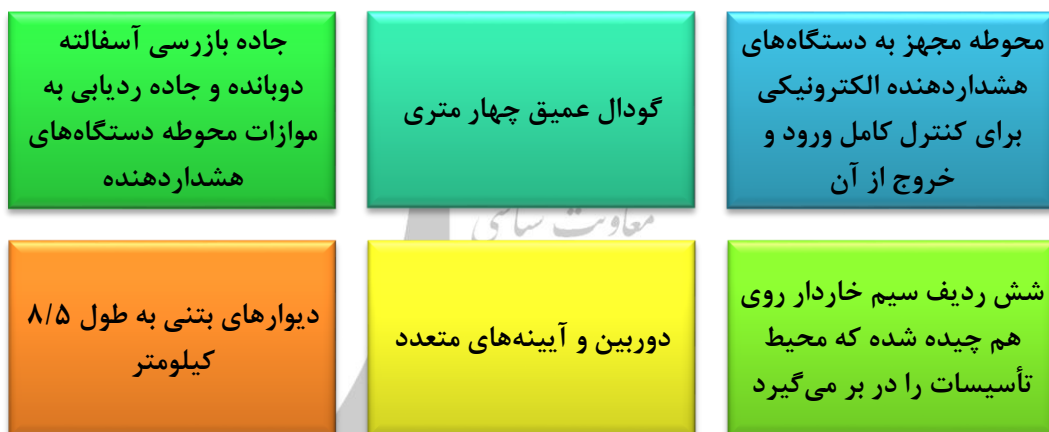 محوطه مجهز به دستگاه‌های
هشداردهنده الکترونیکی
برای کنترل کامل ورود و
خروج از آن
گودال عمیق چهار متری
جاده بازرسی آسفالته
دوبانده و جاده ردیابی به
موازات محوطه دستگاه‌های
هشداردهنده
معاونت سیاسی
شش ردیف سیم خاردار روی
هم چیده شده که محیط
تأسیسات را در بر می‌گیرد
دوربین و آیینه‌های متعدد
دیوارهای بتنی به طول ۸/۵
کیلومتر